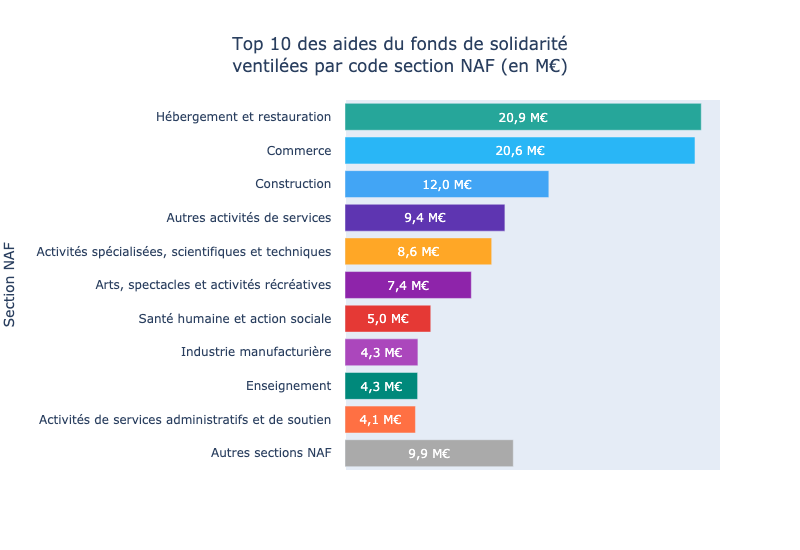 Top 10 des aides du fonds de solidarité
ventilées par code section NAF (en M€)
Section NAF
Hébergement et restauration 20,9 M€
Commerce 20,6 M€
Construction 12,0 M€
Autres activités de services 9,4 M€
Activités spécialisées, scientifiques et techniques 8,6 M€
Arts, spectacles et activités récréatives 7,4 M€
Santé humaine et action sociale 5,0 M€
Industrie manufacturière 4,3 M€
Enseignement 4,3 M€
Activités de services administratifs et de soutien 4,1 M€
Autres sections NAF 9,9 M€